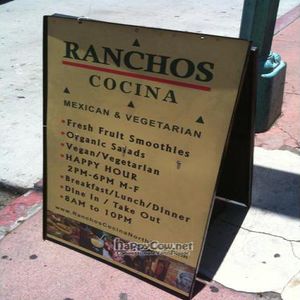 RANCHOS
COCINA
MEXICAN & VEGETARIAN
• Fresh Fruit Smoothies
• Organic Salads
• Vegan/Vegetarian
• HAPPY HOUR
2PM-6PM M-F
• Breakfast/Lunch/Dinner
• Dine In / Take Out
• 8AM to 10PM
www.RanchosCocinaNorth
happyCow.net